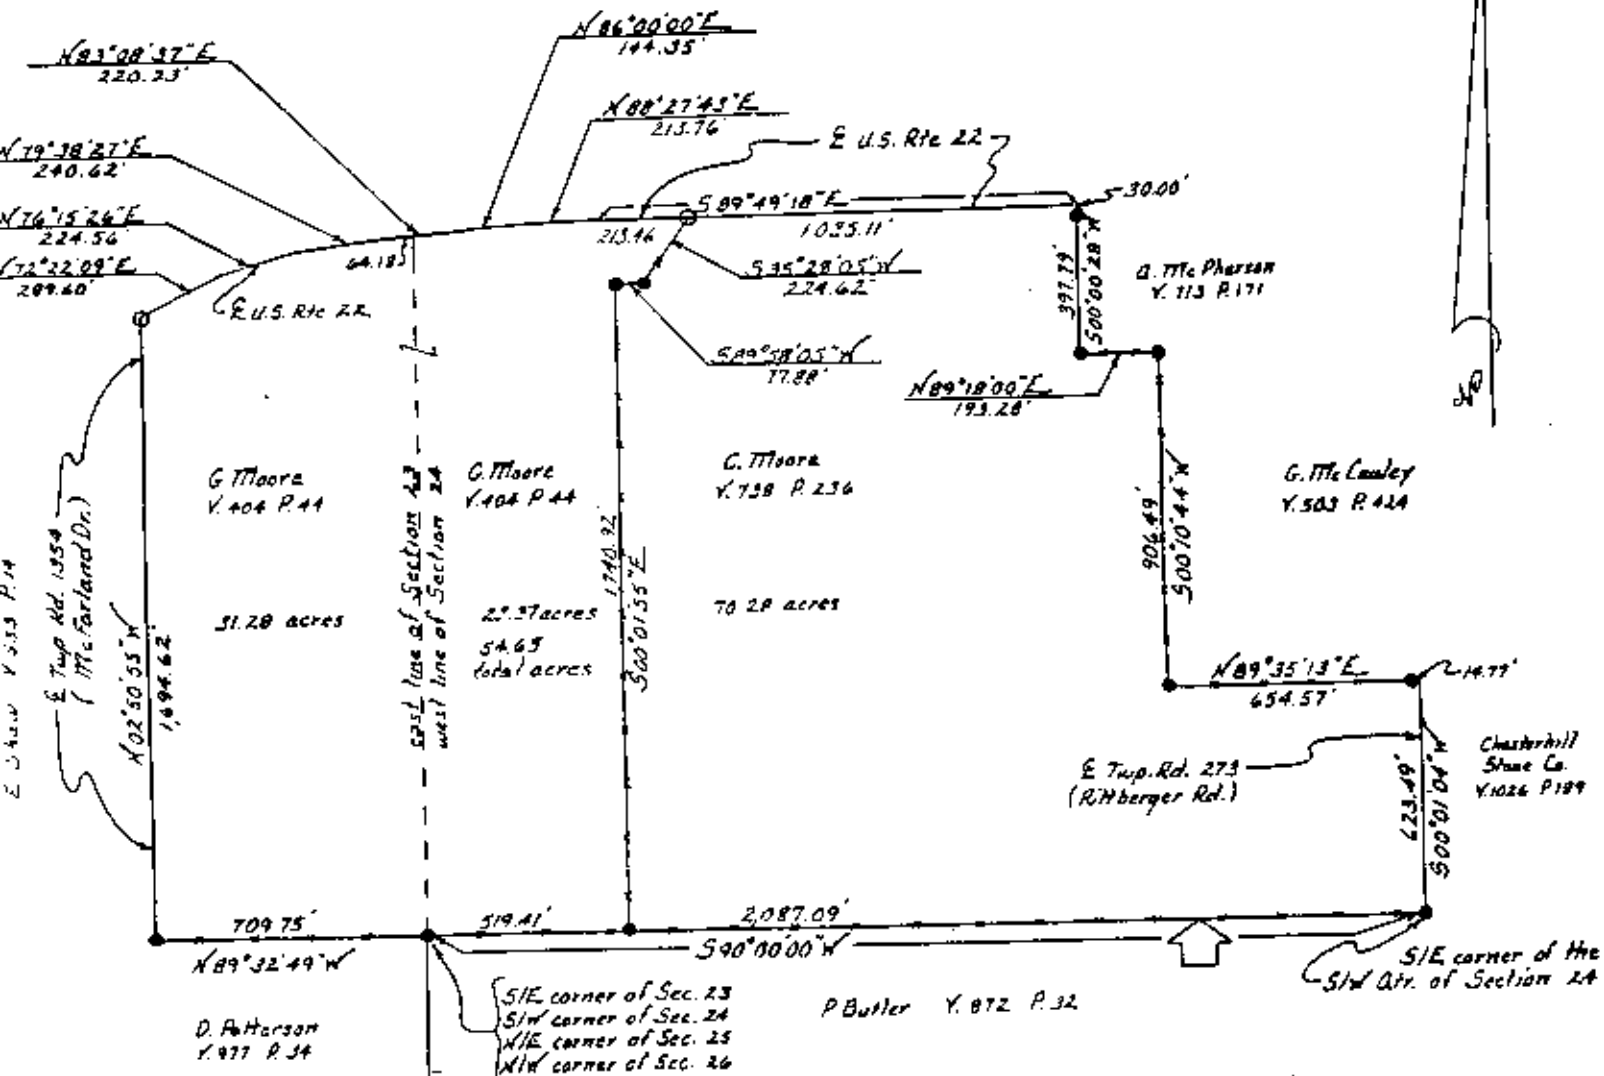 N86°00'00"E
144.35'
N83°08'37"E
220.23'
N88°27'43"E
213.76'
N79°38'27"E
240.62'
℄ U.S. Rte 22
N76°15'26"E
224.56'
N72°22'09"E
289.60'
℄ U.S. Rte 22
64.18'
S89°49'18"E
213.46
1035.11'
30.00'
S35°28'05"W
224.62'
S89°58'05"W
77.88'
397.79'
S00°00'28"W
A. McPherson
V. 713 P. 171
N89°18'00"E
193.28'
G Moore
V. 404 P. 44
G. Moore
V. 404 P. 44
C. Moore
V. 738 P. 236
G. McCauley
V. 503 P. 424
906.49'
S00°10'44"W
℄ Twp Rd. 1354
(McFarland Dr.)
N02°50'55"W
1,694.62'
31.28 acres
east line of Section 23
west line of Section 24
23.37 acres
54.65
total acres
1740.92
S00°01'55"E
70.28 acres
N89°35'13"E
654.57'
14.77'
℄ Twp. Rd. 273
(Rittberger Rd.)
623.49'
S00°01'04"W
Chesterhill
Stone Co.
V. 1026 P 189
709.75'
N89°32'49"W
519.41'
2,087.09'
S90°00'00"W
S/E corner of the
S/W Qtr. of Section 24
S/E corner of Sec. 23
S/W corner of Sec. 24
N/E corner of Sec. 25
N/W corner of Sec. 26
P Butler V. 872 P. 32
D. Patterson
V. 977 P. 34